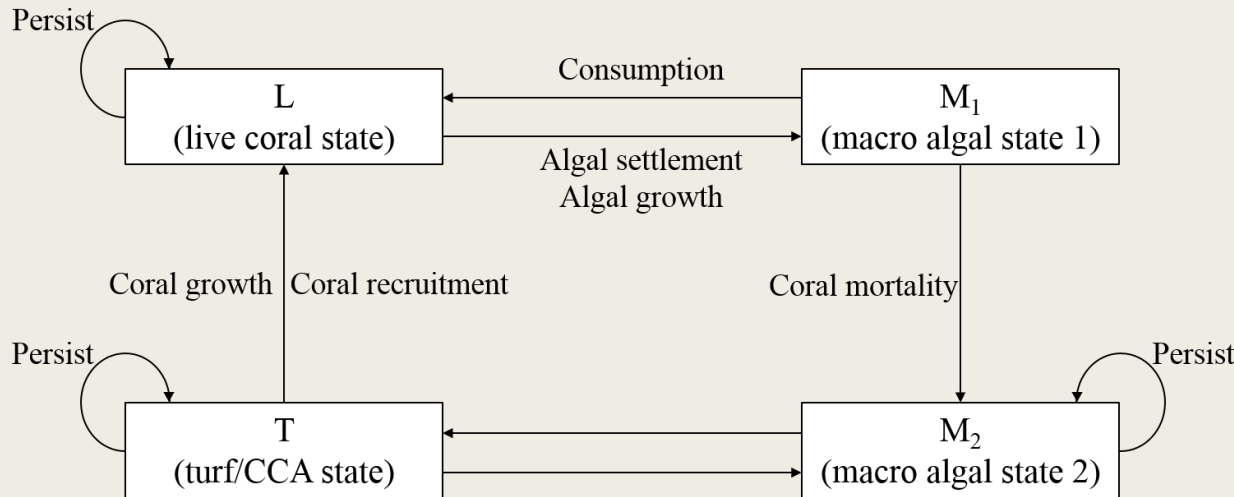 Persist
L
(live coral state)
Consumption
M₁
(macro algal state 1)
Algal settlement
Algal growth
Coral growth
Coral recruitment
Coral mortality
Persist
Persist
T
(turf/CCA state)
M₂
(macro algal state 2)